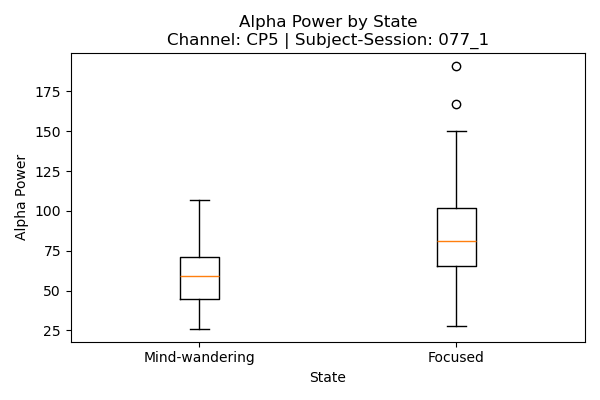 Alpha Power by State
Channel: CP5 | Subject-Session: 077_1
175
150
125
100
75
50
25
Alpha Power
Mind-wandering
Focused
State